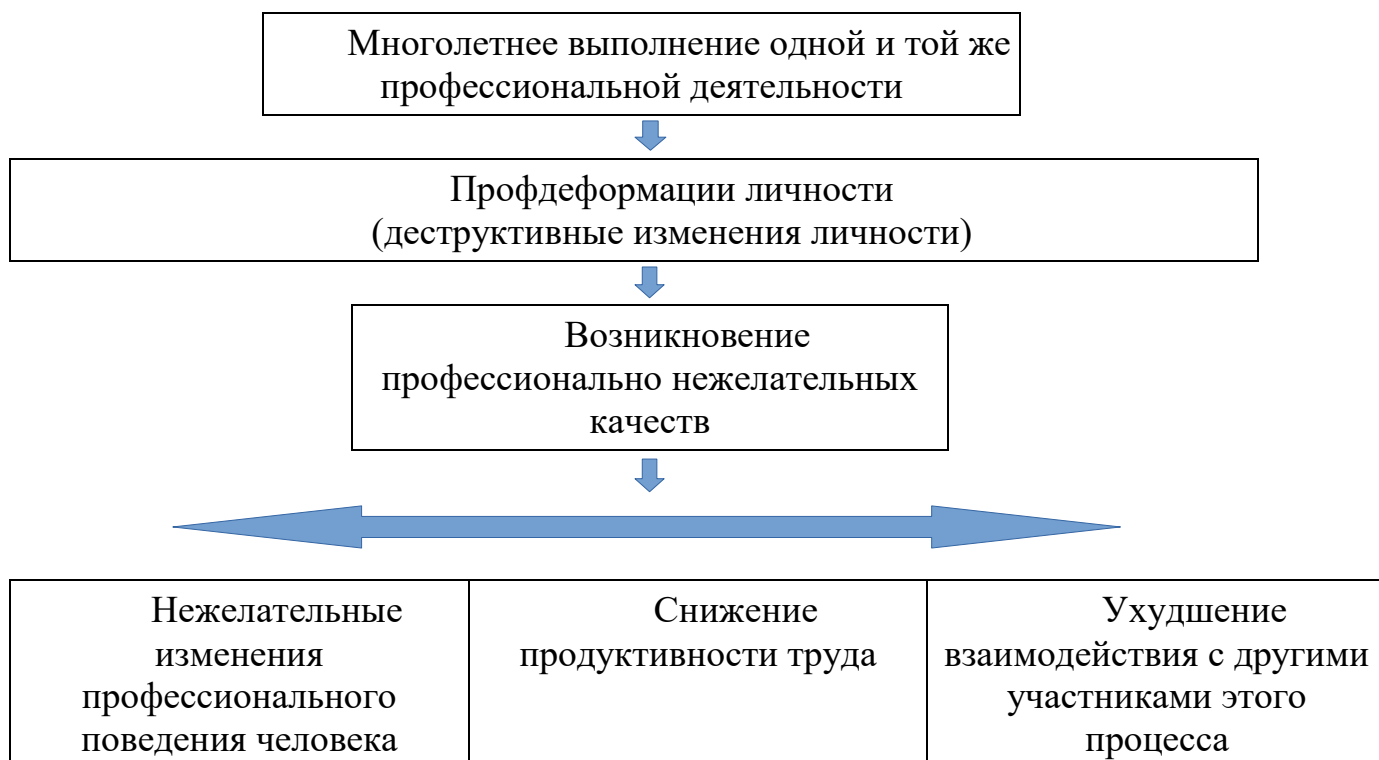 Многолетнее выполнение одной и той же
профессиональной деятельности
Профдеформации личности
(деструктивные изменения личности)
Возникновение
профессионально нежелательных
качеств
Нежелательные
изменения
профессионального
поведения человека
Снижение
продуктивности труда
Ухудшение
взаимодействия с другими
участниками этого
процесса